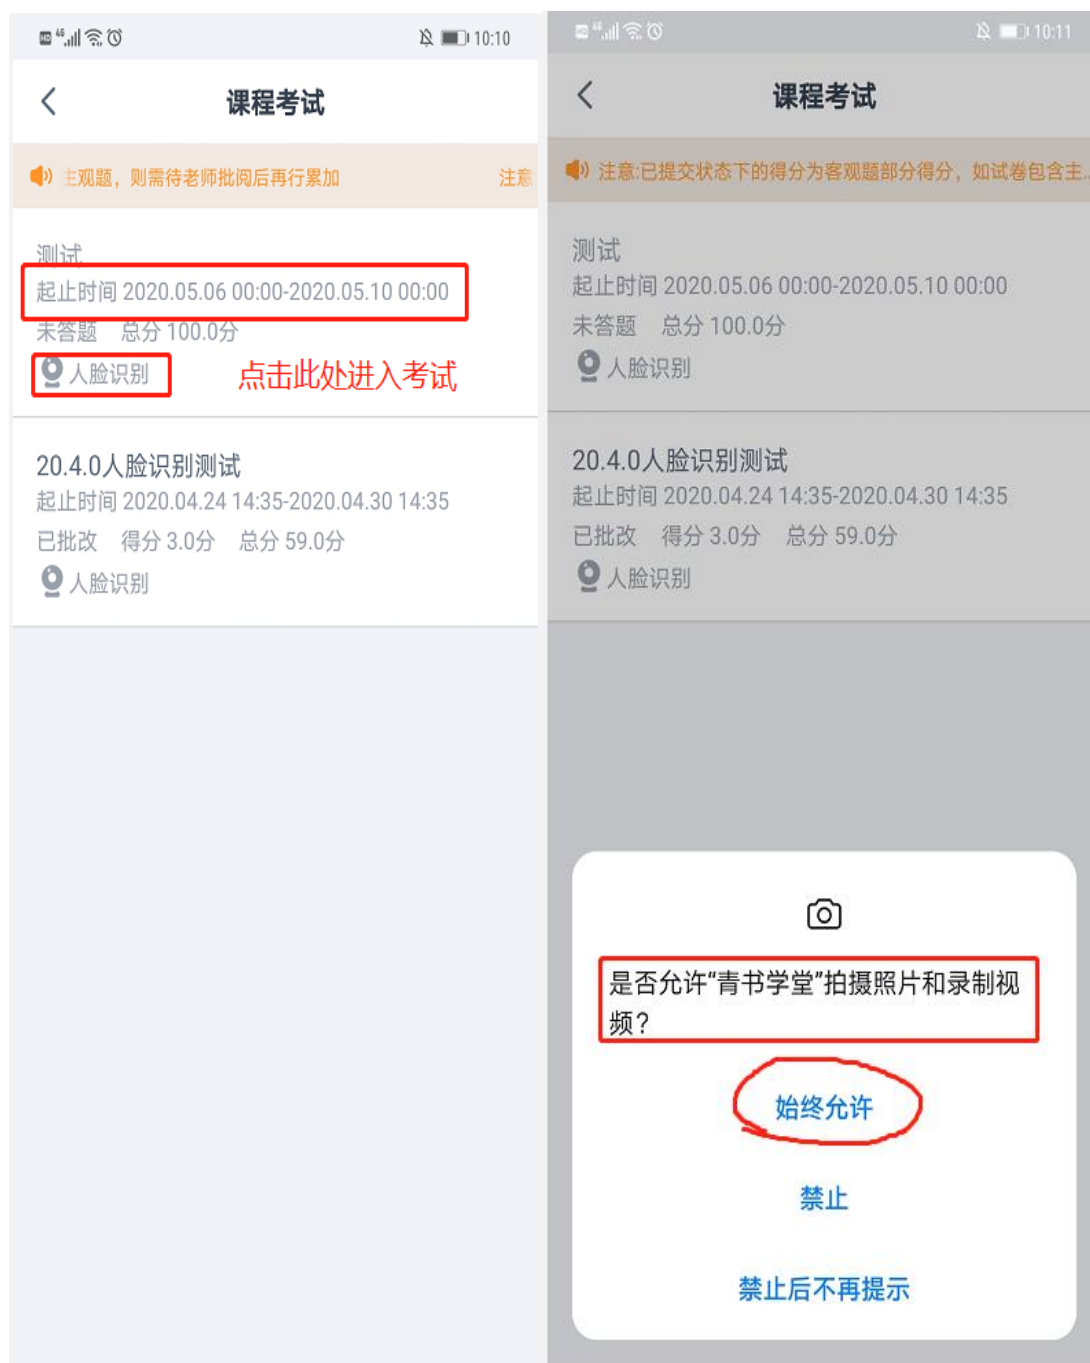 HD 46 10:10
课程考试
主观题，则需待老师批阅后再行累加 注意
测试
起止时间 2020.05.06 00:00-2020.05.10 00:00
未答题 总分 100.0分
人脸识别
点击此处进入考试
20.4.0人脸识别测试
起止时间 2020.04.24 14:35-2020.04.30 14:35
已批改 得分 3.0分 总分 59.0分
人脸识别
HD 46 10:11
课程考试
注意:已提交状态下的得分为客观题部分得分，如试卷包含主...
测试
起止时间 2020.05.06 00:00-2020.05.10 00:00
未答题 总分 100.0分
人脸识别
20.4.0人脸识别测试
起止时间 2020.04.24 14:35-2020.04.30 14:35
已批改 得分 3.0分 总分 59.0分
人脸识别
是否允许“青书学堂”拍摄照片和录制视
频？
始终允许
禁止
禁止后不再提示